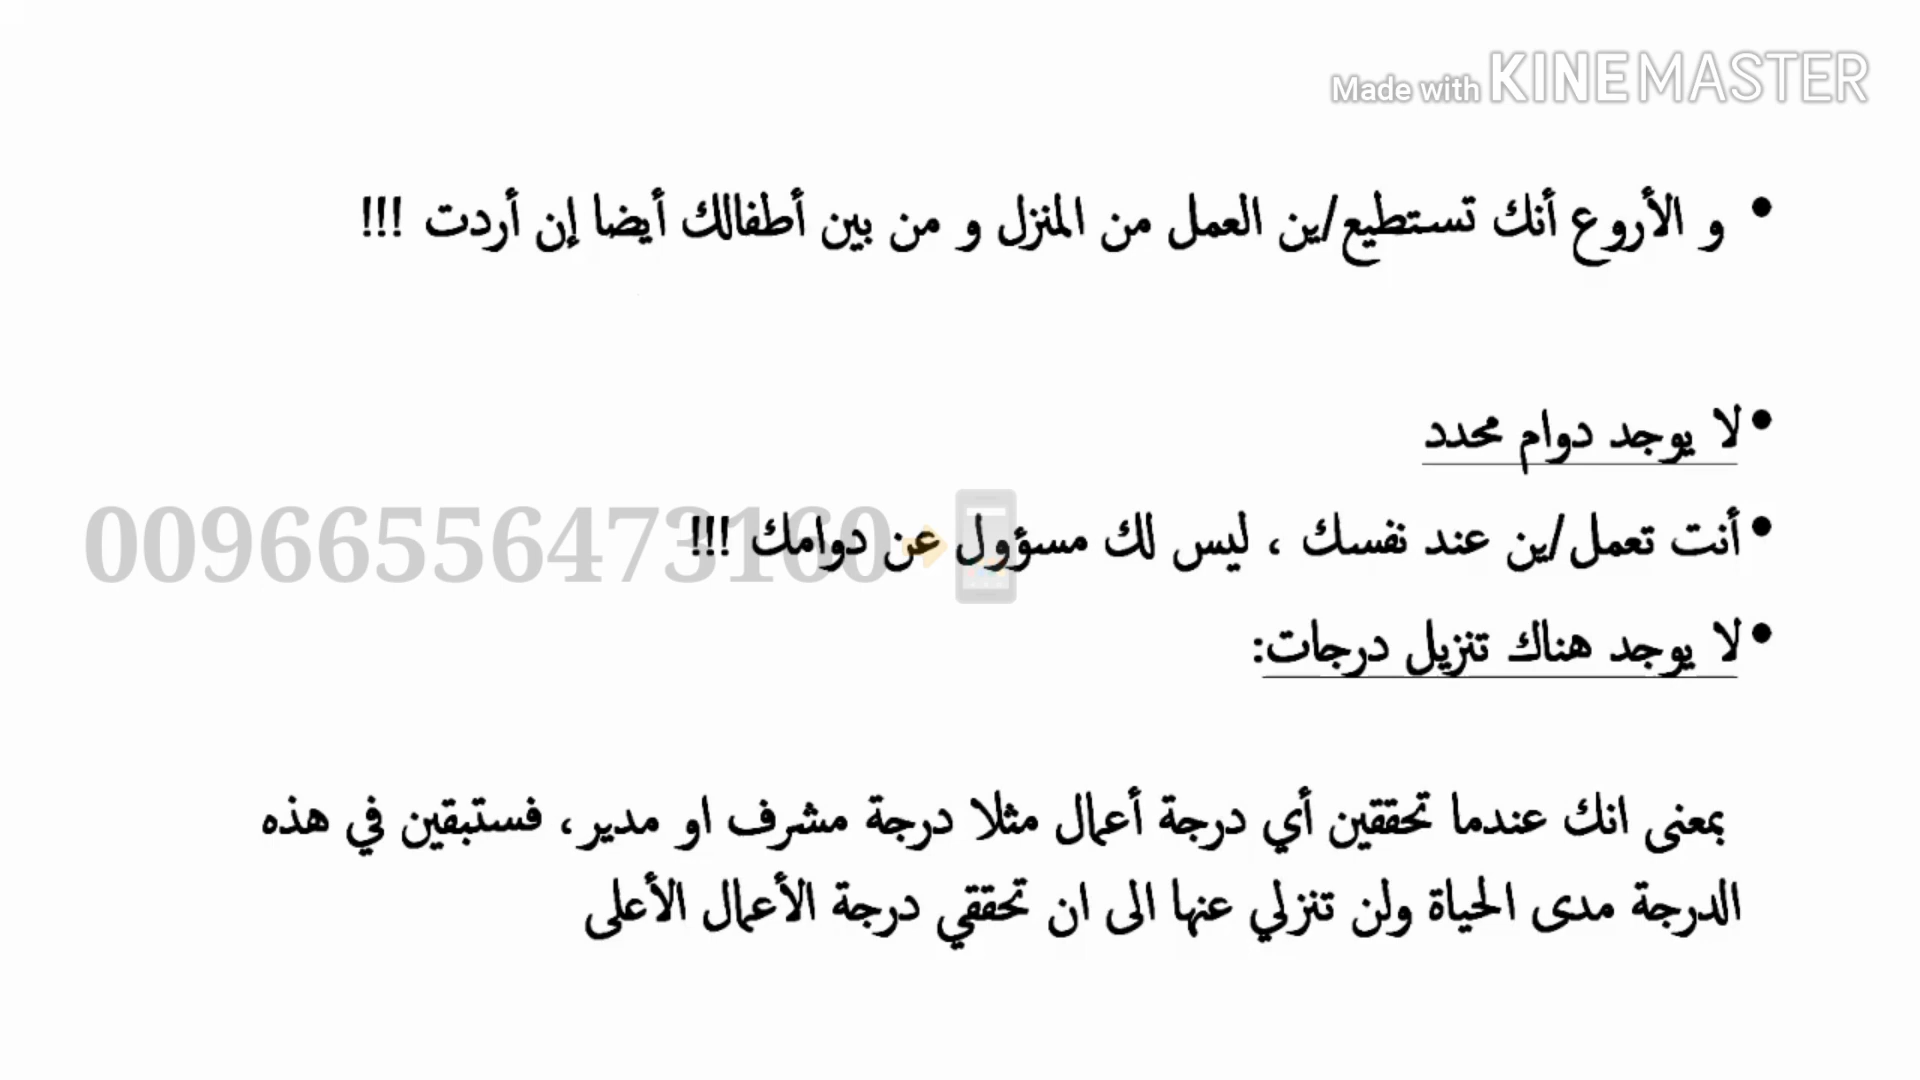 Made with KINEMASTER
• و الأروع أنك تستطيع/ين العمل من المنزل و من بين أطفالك أيضا إن أردت !!!
• لا يوجد دوام محدد
• أنت تعمل/ين عند نفسك ، ليس لك مسؤول عن دوامك !!!
00966556473160
• لا يوجد هناك تنزيل درجات:
بمعنى انك عندما تحققين أي درجة أعمال مثلا درجة مشرف او مدير، فستبقين في هذه
الدرجة مدى الحياة ولن تنزلي عنها الى ان تحققي درجة الأعمال الأعلى